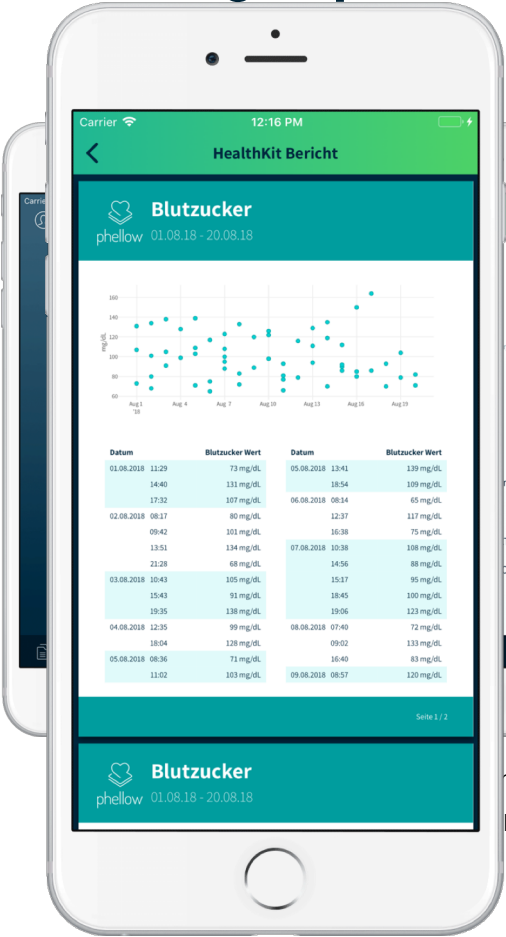 Carrier
12:16 PM
HealthKit Bericht
Blutzucker
phellow 01.08.18 - 20.08.18
160
140
120
100
80
60
mg/dL
Aug 1
'18
Aug 4
Aug 7
Aug 10
Aug 13
Aug 16
Aug 19
Datum Blutzucker Wert Datum Blutzucker Wert
01.08.2018 11:29 73 mg/dL 05.08.2018 13:41 139 mg/dL
14:40 131 mg/dL 18:54 109 mg/dL
17:32 107 mg/dL 06.08.2018 08:14 65 mg/dL
02.08.2018 08:17 80 mg/dL 12:37 117 mg/dL
09:42 101 mg/dL 16:38 75 mg/dL
13:51 134 mg/dL 07.08.2018 10:38 108 mg/dL
21:28 68 mg/dL 14:56 88 mg/dL
03.08.2018 10:43 105 mg/dL 15:17 95 mg/dL
15:43 91 mg/dL 18:45 100 mg/dL
19:35 138 mg/dL 19:06 123 mg/dL
04.08.2018 12:35 99 mg/dL 08.08.2018 07:40 72 mg/dL
18:04 128 mg/dL 09:02 133 mg/dL
05.08.2018 08:36 71 mg/dL 16:40 83 mg/dL
11:02 103 mg/dL 09.08.2018 08:57 120 mg/dL
Seite 1 / 2
Blutzucker
phellow 01.08.18 - 20.08.18